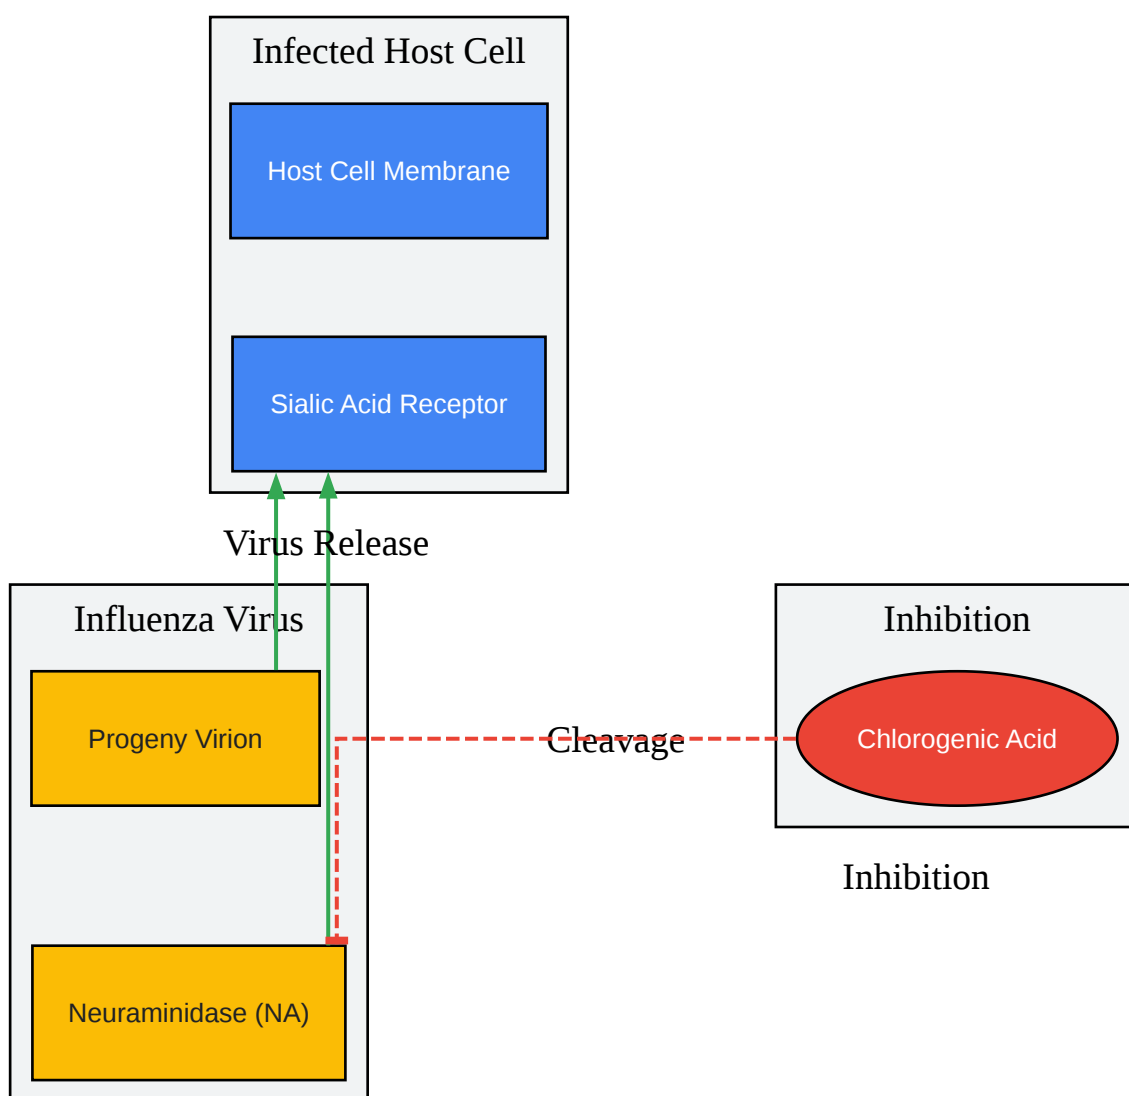 Infected Host Cell
Host Cell Membrane
Sialic Acid Receptor
Virus Release
Influenza Virus
Inhibition
Progeny Virion
Cleavage
Chlorogenic Acid
Inhibition
Neuraminidase (NA)